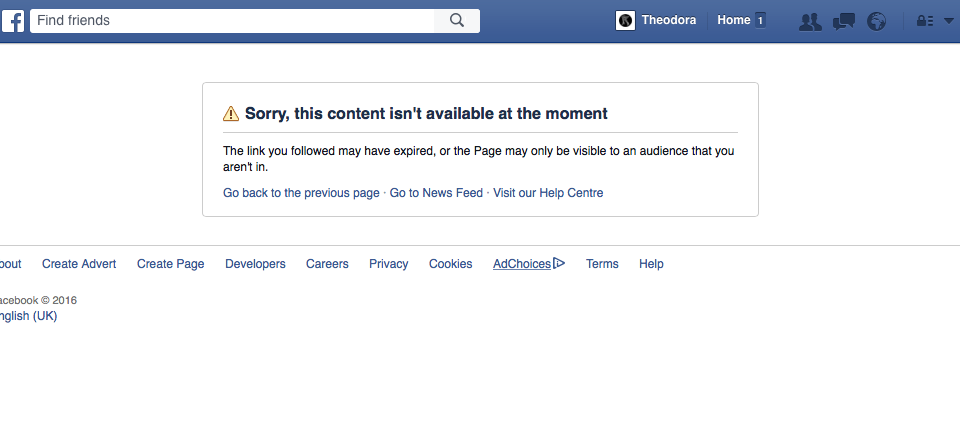 f Find friends Theodora Home 1
Sorry, this content isn't available at the moment
The link you followed may have expired, or the Page may only be visible to an audience that you
aren't in.
Go back to the previous page · Go to News Feed · Visit our Help Centre
bout Create Advert Create Page Developers Careers Privacy Cookies AdChoices Terms Help
acebook © 2016
nglish (UK)